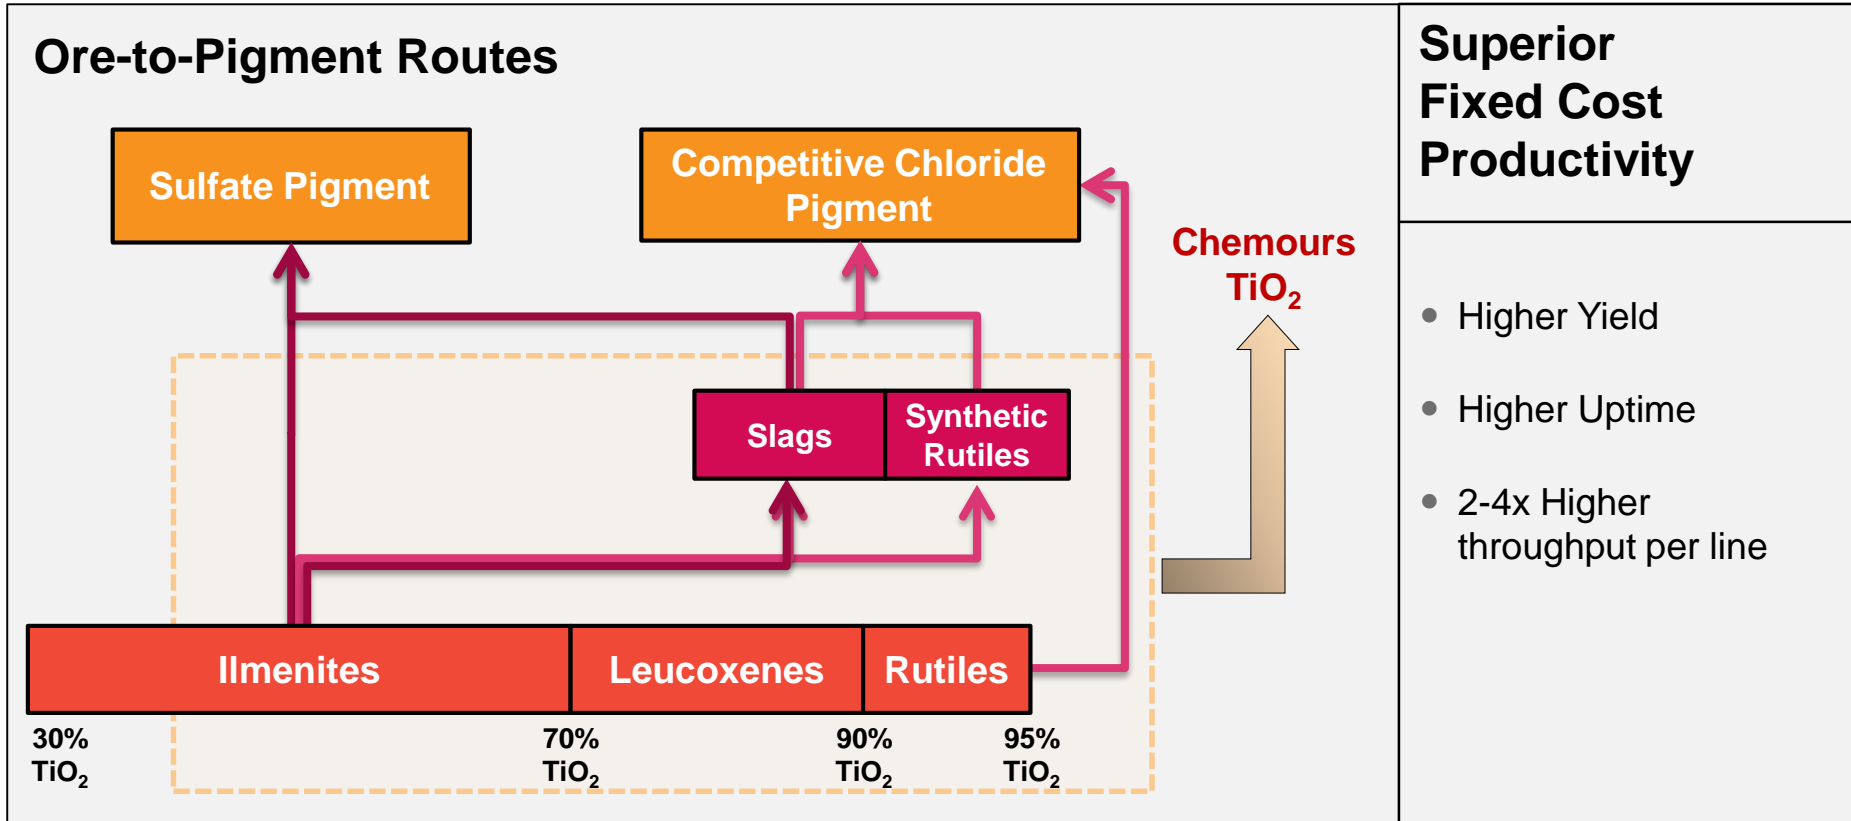 Ore-to-Pigment Routes
Sulfate Pigment
Competitive Chloride
Pigment
Chemours
TiO₂
Slags
Synthetic
Rutiles
Ilmenites
Leucoxenes
Rutiles
30%
TiO₂
70%
TiO₂
90%
TiO₂
95%
TiO₂
Superior
Fixed Cost
Productivity
• Higher Yield
• Higher Uptime
• 2-4x Higher
throughput per line